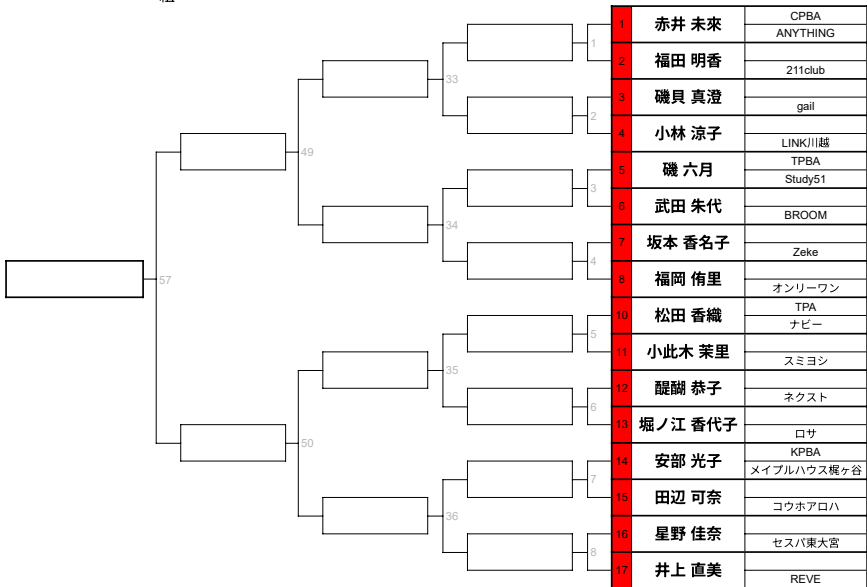 1 赤井 未來 CPBA
ANYTHING
1
2 福田 明香 211club
33
3 磯貝 真澄 gail
2
4 小林 涼子 LINK川越
49
5 磯 六月 TPBA
Study51
3
6 武田 朱代 BROOM
34
7 坂本 香名子 Zeke
4
8 福岡 侑里 オンリーワン
57
10 松田 香織 TPA
ナビー
5
11 小此木 茉里 スミヨシ
35
12 醍醐 恭子 ネクスト
6
13 堀ノ江 香代子 ロサ
50
14 安部 光子 KPBA
メイプルハウス梶ヶ谷
7
15 田辺 可奈 コウホアロハ
36
16 星野 佳奈 セスパ東大宮
8
17 井上 直美 REVE